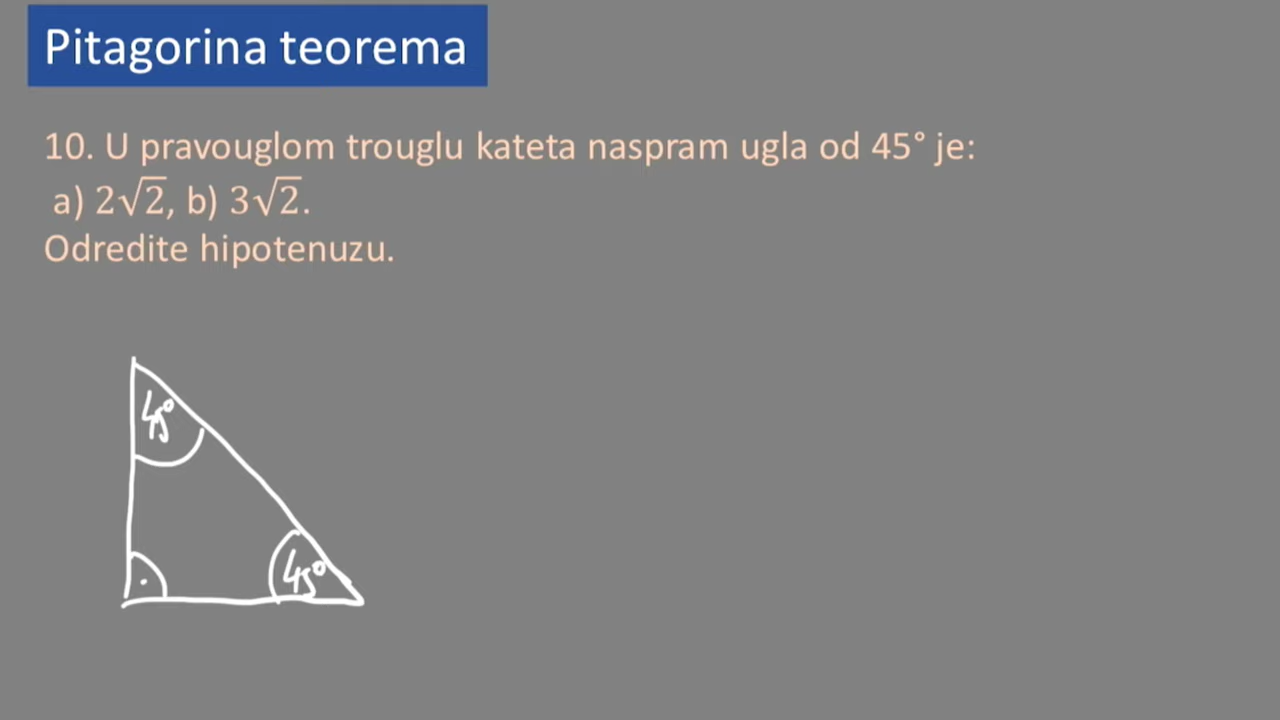 Pitagorina teorema
10. U pravouglom trouglu kateta naspram ugla od 45° je:
a) 2√2, b) 3√2.
Odredite hipotenuzu.
45°
45°